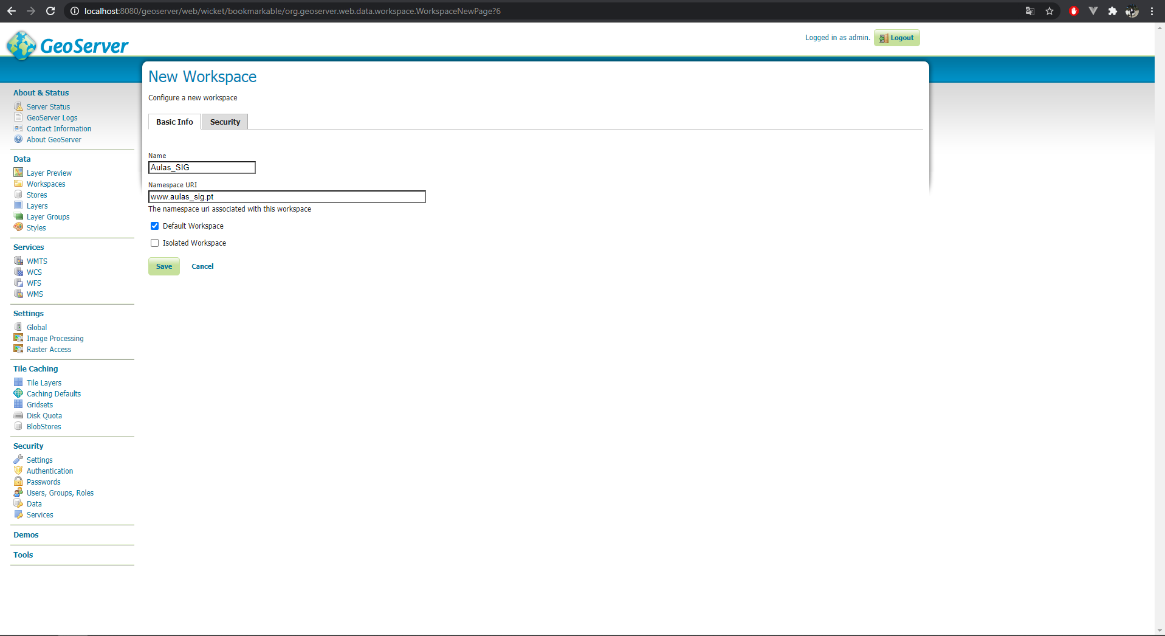 localhost:8080/geoserver/web/wicket/bookmarkable/org.geoserver.web.data.workspace.WorkspaceNewPage?6
GeoServer
Logged in as admin.
Logout
About & Status
Server Status
GeoServer Logs
Contact Information
About GeoServer
Data
Layer Preview
Workspaces
Stores
Layers
Layer Groups
Styles
Services
WMTS
WCS
WFS
WMS
Settings
Global
Image Processing
Raster Access
Tile Caching
Tile Layers
Caching Defaults
Gridsets
Disk Quota
BlobStores
Security
Settings
Authentication
Passwords
Users, Groups, Roles
Data
Services
Demos
Tools
New Workspace
Configure a new workspace
Basic Info
Security
Name
Aulas_SIG
Namespace URI
www.aulas_sig.pt
The namespace uri associated with this workspace
Default Workspace
Isolated Workspace
Save
Cancel